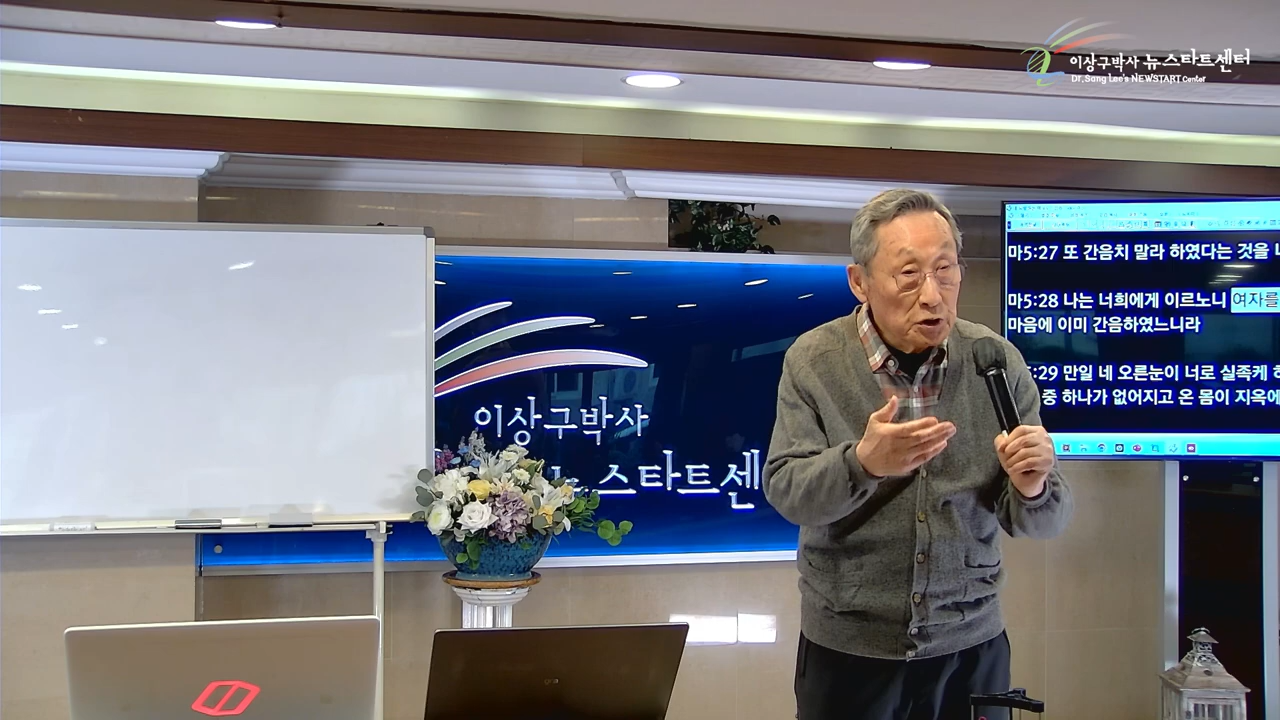 이상구박사 뉴스타트센터
Dr. Sang Lee's NEWSTART Center
마5:27 또 간음치 말라 하였다는 것을
마5:28 나는 너희에게 이르노니 여자를
마음에 이미 간음하였느니라
5:29 만일 네 오른눈이 너로 실족케
중 하나가 없어지고 온 몸이 지옥에
이상구박사
스타트센